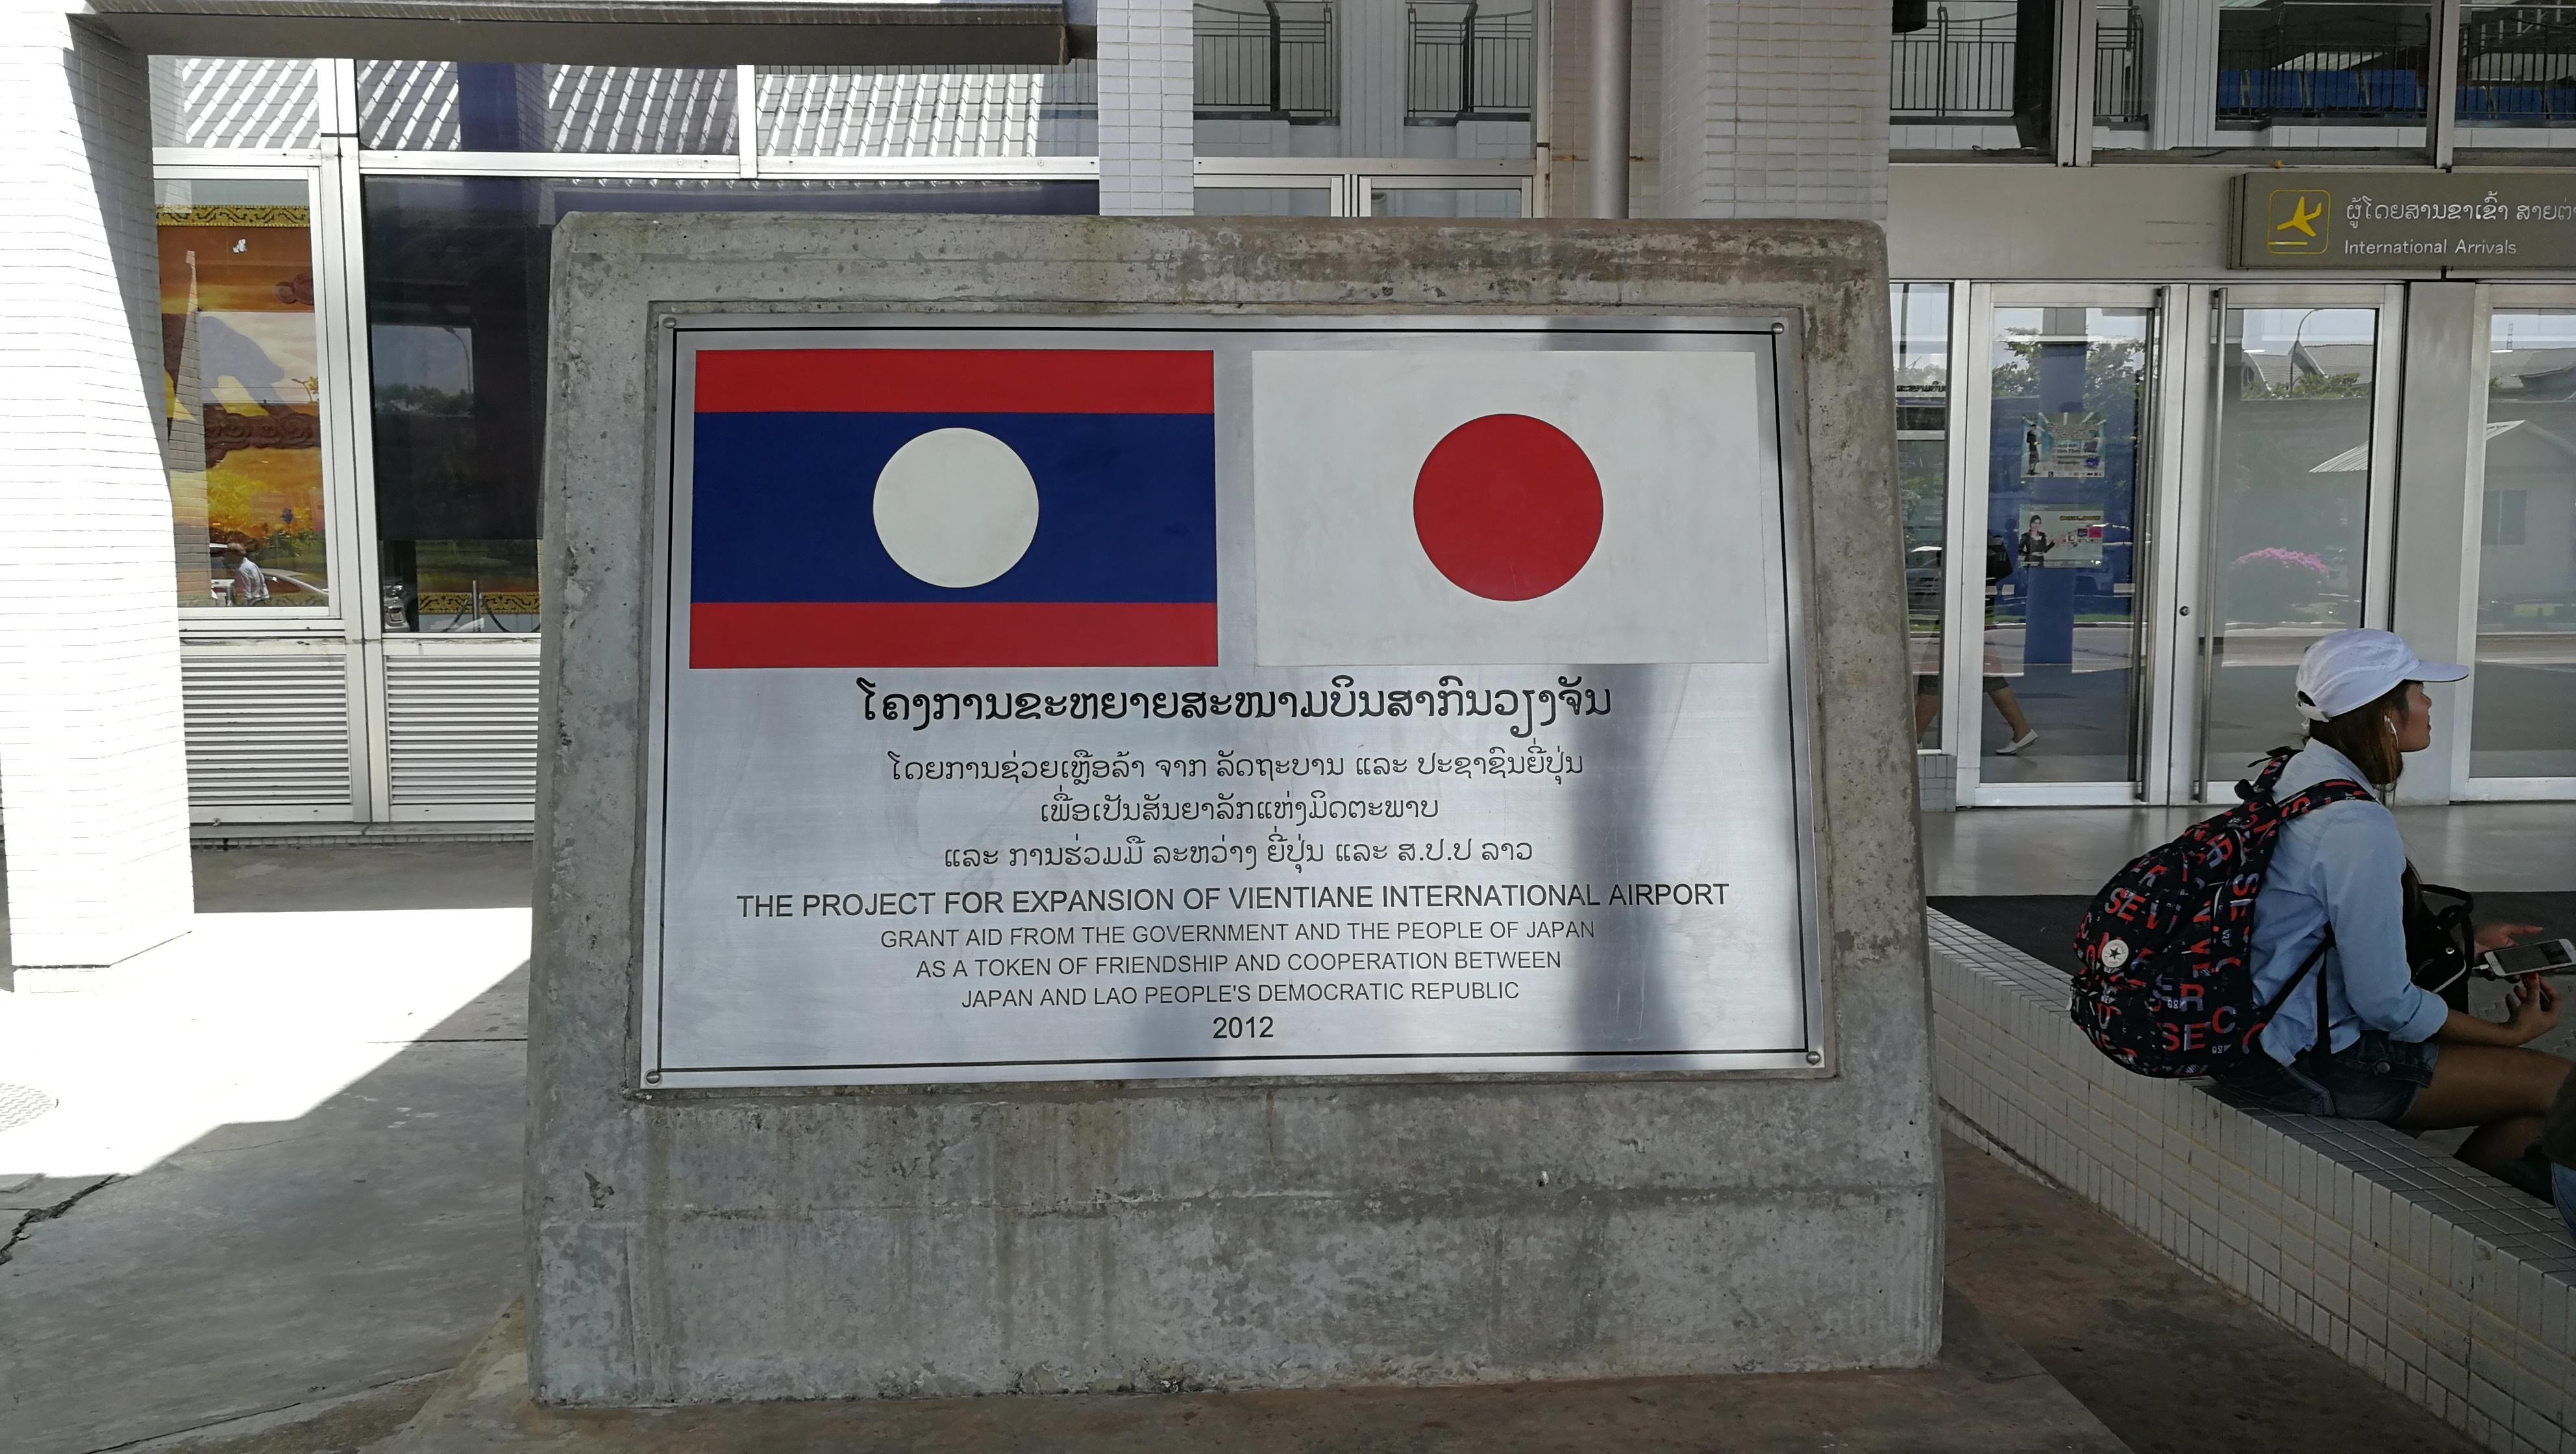 ໂຄງການຂະຫຍາຍສະໜາມບິນສາກົນວຽງຈັນ
ໂດຍການຊ່ວຍເຫຼືອລ້າ ຈາກ ລັດຖະບານ ແລະ ປະຊາຊົນຍີ່ປຸ່ນ
ເພື່ອເປັນສັນຍາລັກແຫ່ງມິດຕະພາບ
ແລະ ການຮ່ວມມື ລະຫວ່າງ ຍີ່ປຸ່ນ ແລະ ສ.ປ.ປ ລາວ
THE PROJECT FOR EXPANSION OF VIENTIANE INTERNATIONAL AIRPORT
GRANT AID FROM THE GOVERNMENT AND THE PEOPLE OF JAPAN
AS A TOKEN OF FRIENDSHIP AND COOPERATION BETWEEN
JAPAN AND LAO PEOPLE'S DEMOCRATIC REPUBLIC
2012
ຜູ້ໂດຍສານຂາເຂົ້າ
International Arrivals